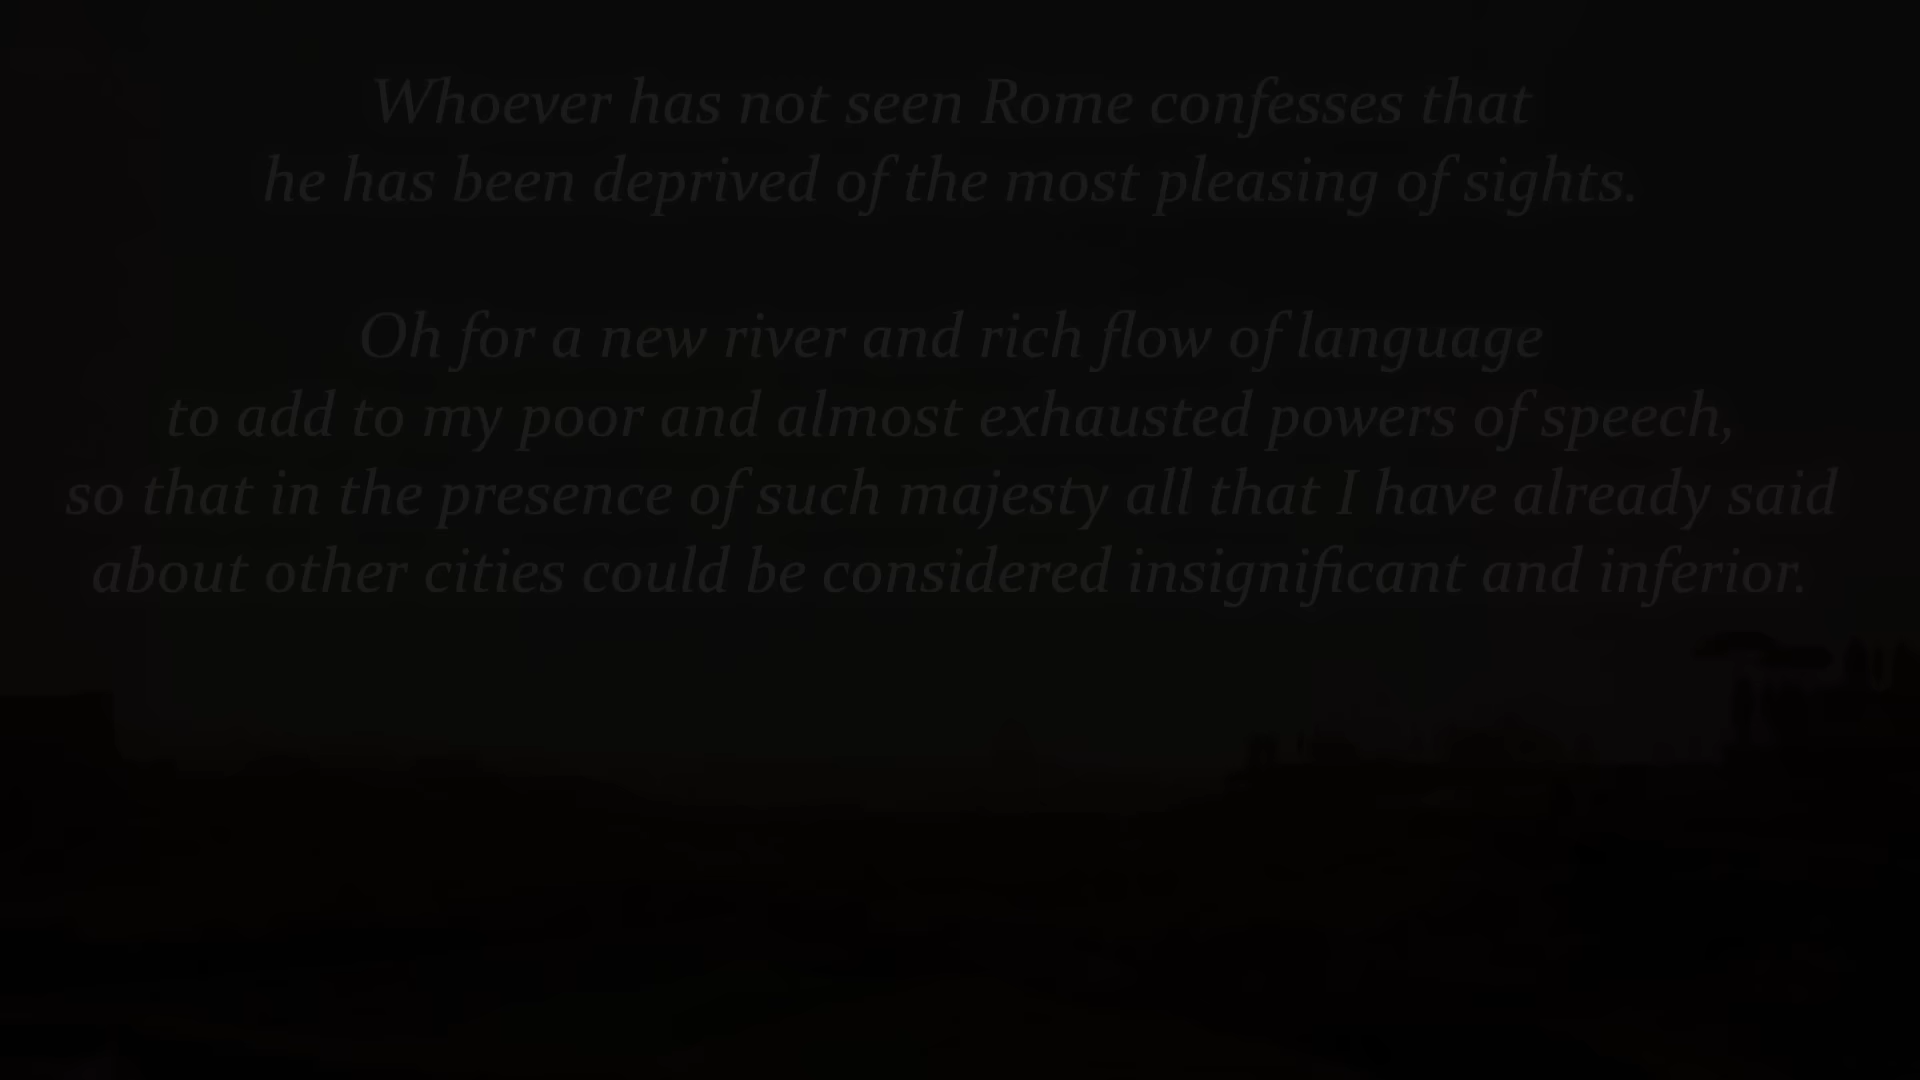 Whoever has not seen Rome confesses that
he has been deprived of the most pleasing of sights.
Oh for a new river and rich flow of language
to add to my poor and almost exhausted powers of speech,
so that in the presence of such majesty all that I have already said
about other cities could be considered insignificant and inferior.